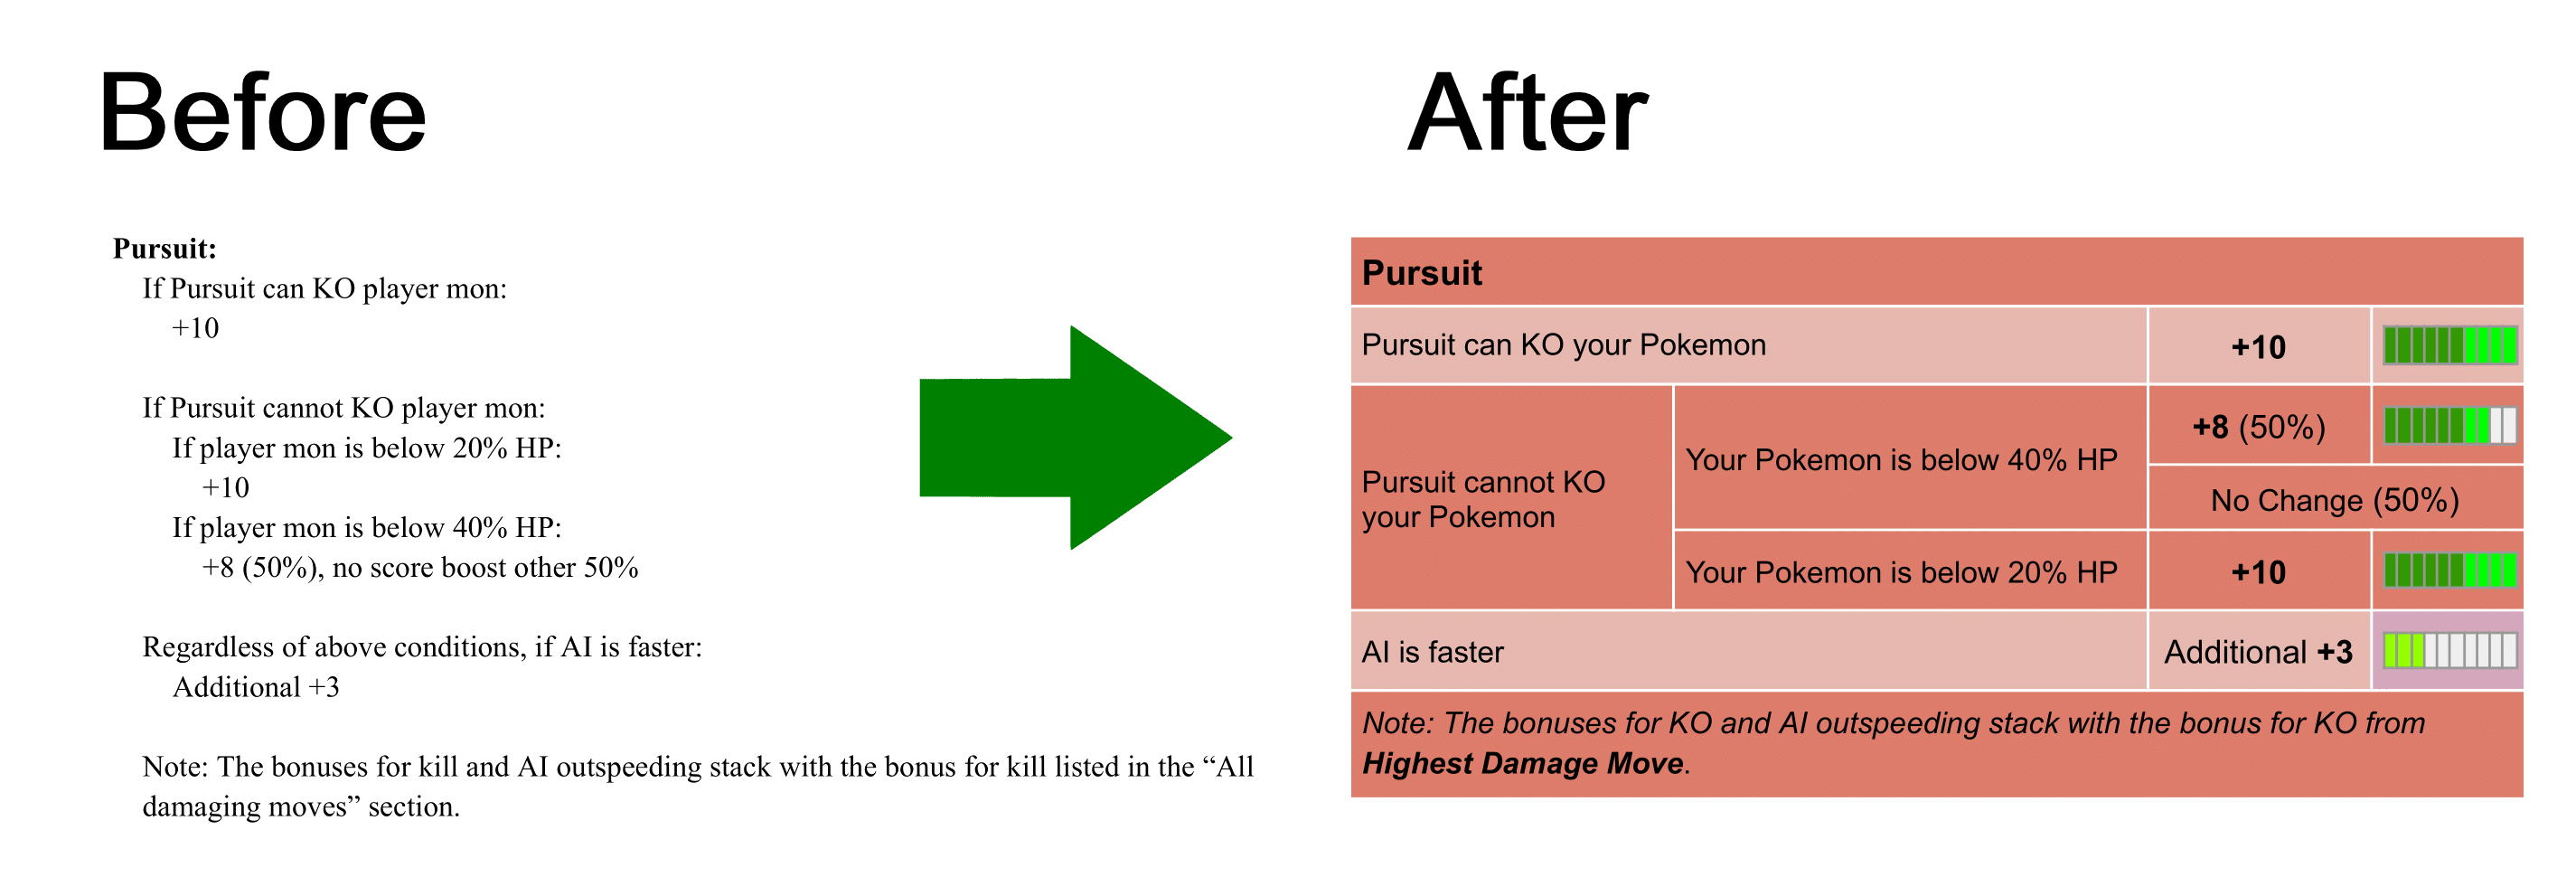 Before
Pursuit:
If Pursuit can KO player mon:
+10
If Pursuit cannot KO player mon:
If player mon is below 20% HP:
+10
If player mon is below 40% HP:
+8 (50%), no score boost other 50%
Regardless of above conditions, if AI is faster:
Additional +3
Note: The bonuses for kill and AI outspeeding stack with the bonus for kill listed in the “All
damaging moves” section.
After
Pursuit
Pursuit can KO your Pokemon
+10
Pursuit cannot KO
your Pokemon
Your Pokemon is below 40% HP
+8 (50%)
No Change (50%)
Your Pokemon is below 20% HP
+10
AI is faster
Additional +3
Note: The bonuses for KO and AI outspeeding stack with the bonus for KO from
Highest Damage Move.